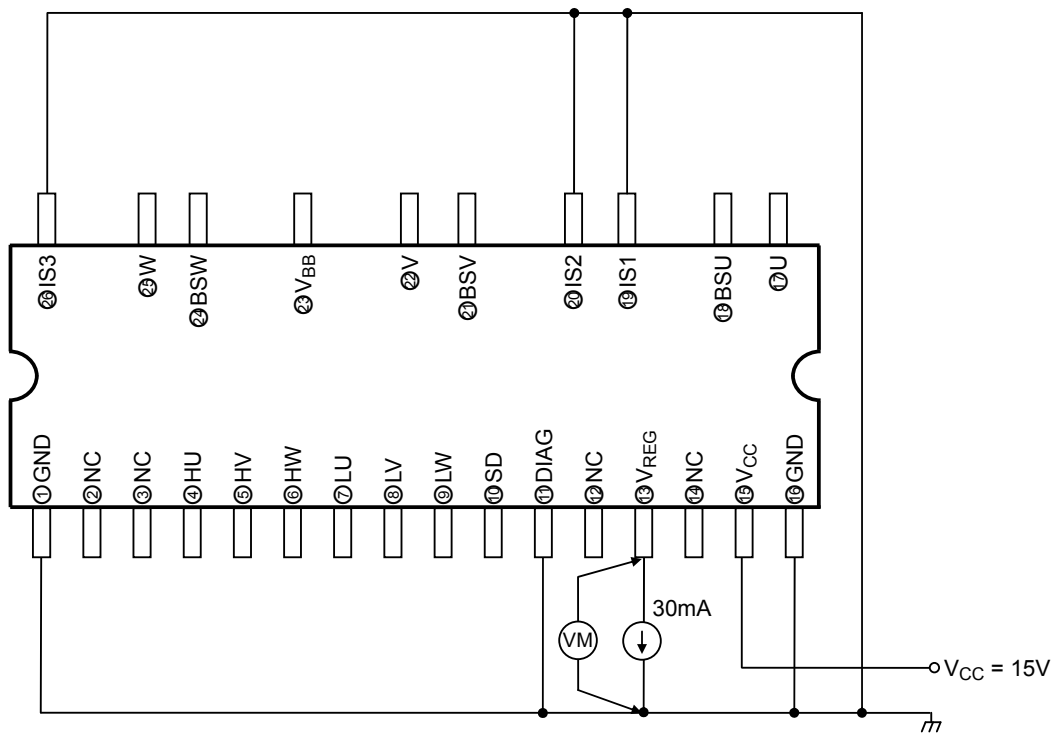 ㉖IS3
㉕W
㉔BSW
㉓VBB
㉒V
㉑BSV
⑳IS2
⑲IS1
⑱BSU
⑰U
①GND
②NC
③NC
④HU
⑤HV
⑥HW
⑦LU
⑧LV
⑨LW
⑩SD
⑪DIAG
⑫NC
⑬VREG
⑭NC
⑮VCC
⑯GND
VM
30mA
VCC = 15V